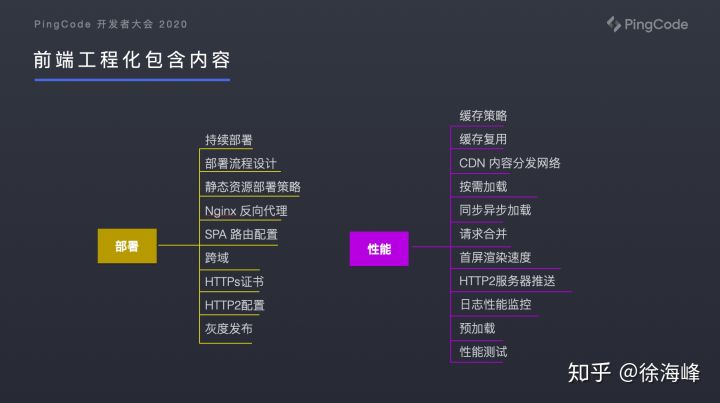 PingCode 开发者大会 2020
PingCode
前端工程化包含内容
部署
持续部署
部署流程设计
静态资源部署策略
Nginx 反向代理
SPA 路由配置
跨域
HTTPs证书
HTTP2配置
灰度发布
性能
缓存策略
缓存复用
CDN 内容分发网络
按需加载
同步异步加载
请求合并
首屏渲染速度
HTTP2服务器推送
日志性能监控
预加载
性能测试
知乎 @徐海峰